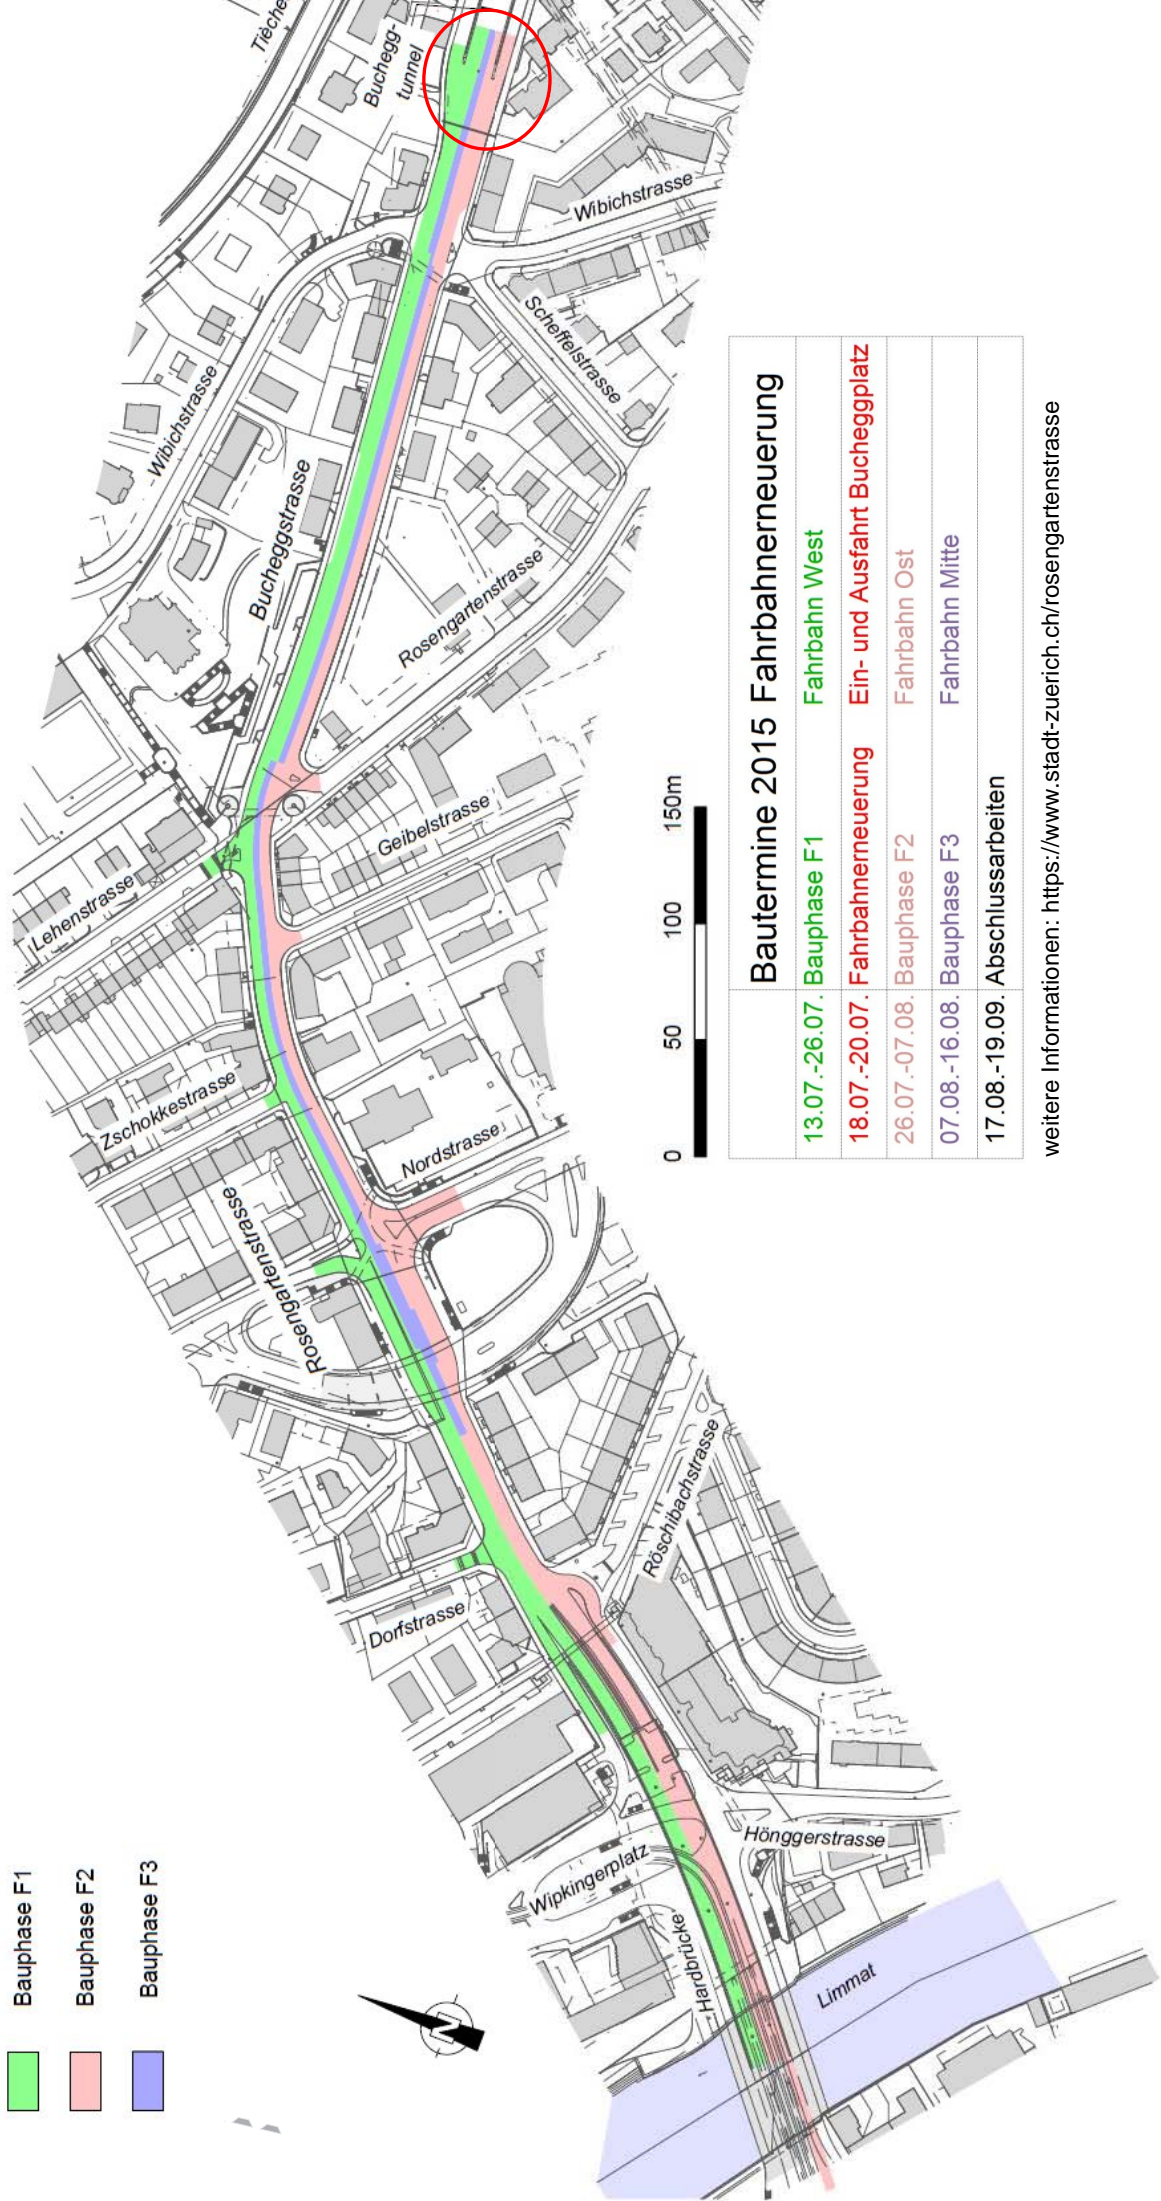 Bauphase F1
Bauphase F2
Bauphase F3
N
Hardbrücke
Limmat
Wipkingerplatz
Hönggerstrasse
Dorfstrasse
Röschibachstrasse
Rosengartenstrasse
Nordstrasse
Zschokkestrasse
Lehenstrasse
Geibelstrasse
Rosengartenstrasse
Bucheggstrasse
Wibichstrasse
Scheffelstrasse
Wibichstrasse
Buchegg-
tunnel
Tièche
0 50 100 150m
Bautermine 2015 Fahrbahnerneuerung
13.07.-26.07. Bauphase F1 Fahrbahn West
18.07.-20.07. Fahrbahnerneuerung Ein- und Ausfahrt Bucheggplatz
26.07.-07.08. Bauphase F2 Fahrbahn Ost
07.08.-16.08. Bauphase F3 Fahrbahn Mitte
17.08.-19.09. Abschlussarbeiten
weitere Informationen: https://www.stadt-zuerich.ch/rosengartenstrasse